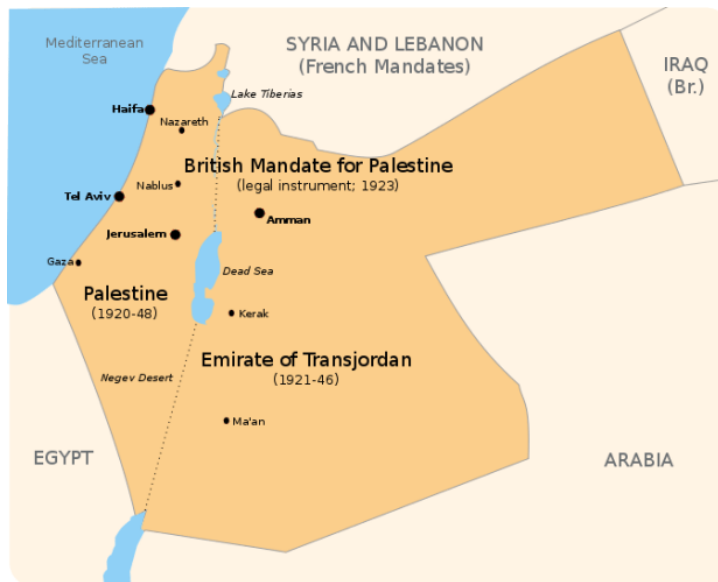 Mediterranean
Sea
SYRIA AND LEBANON
(French Mandates)
IRAQ
(Br.)
Lake Tiberias
Haifa
Nazareth
British Mandate for Palestine
(legal instrument; 1923)
Nablus
Tel Aviv
Amman
Jerusalem
Gaza
Dead Sea
Palestine
(1920-48)
Kerak
Emirate of Transjordan
(1921-46)
Negev Desert
Ma'an
EGYPT
ARABIA